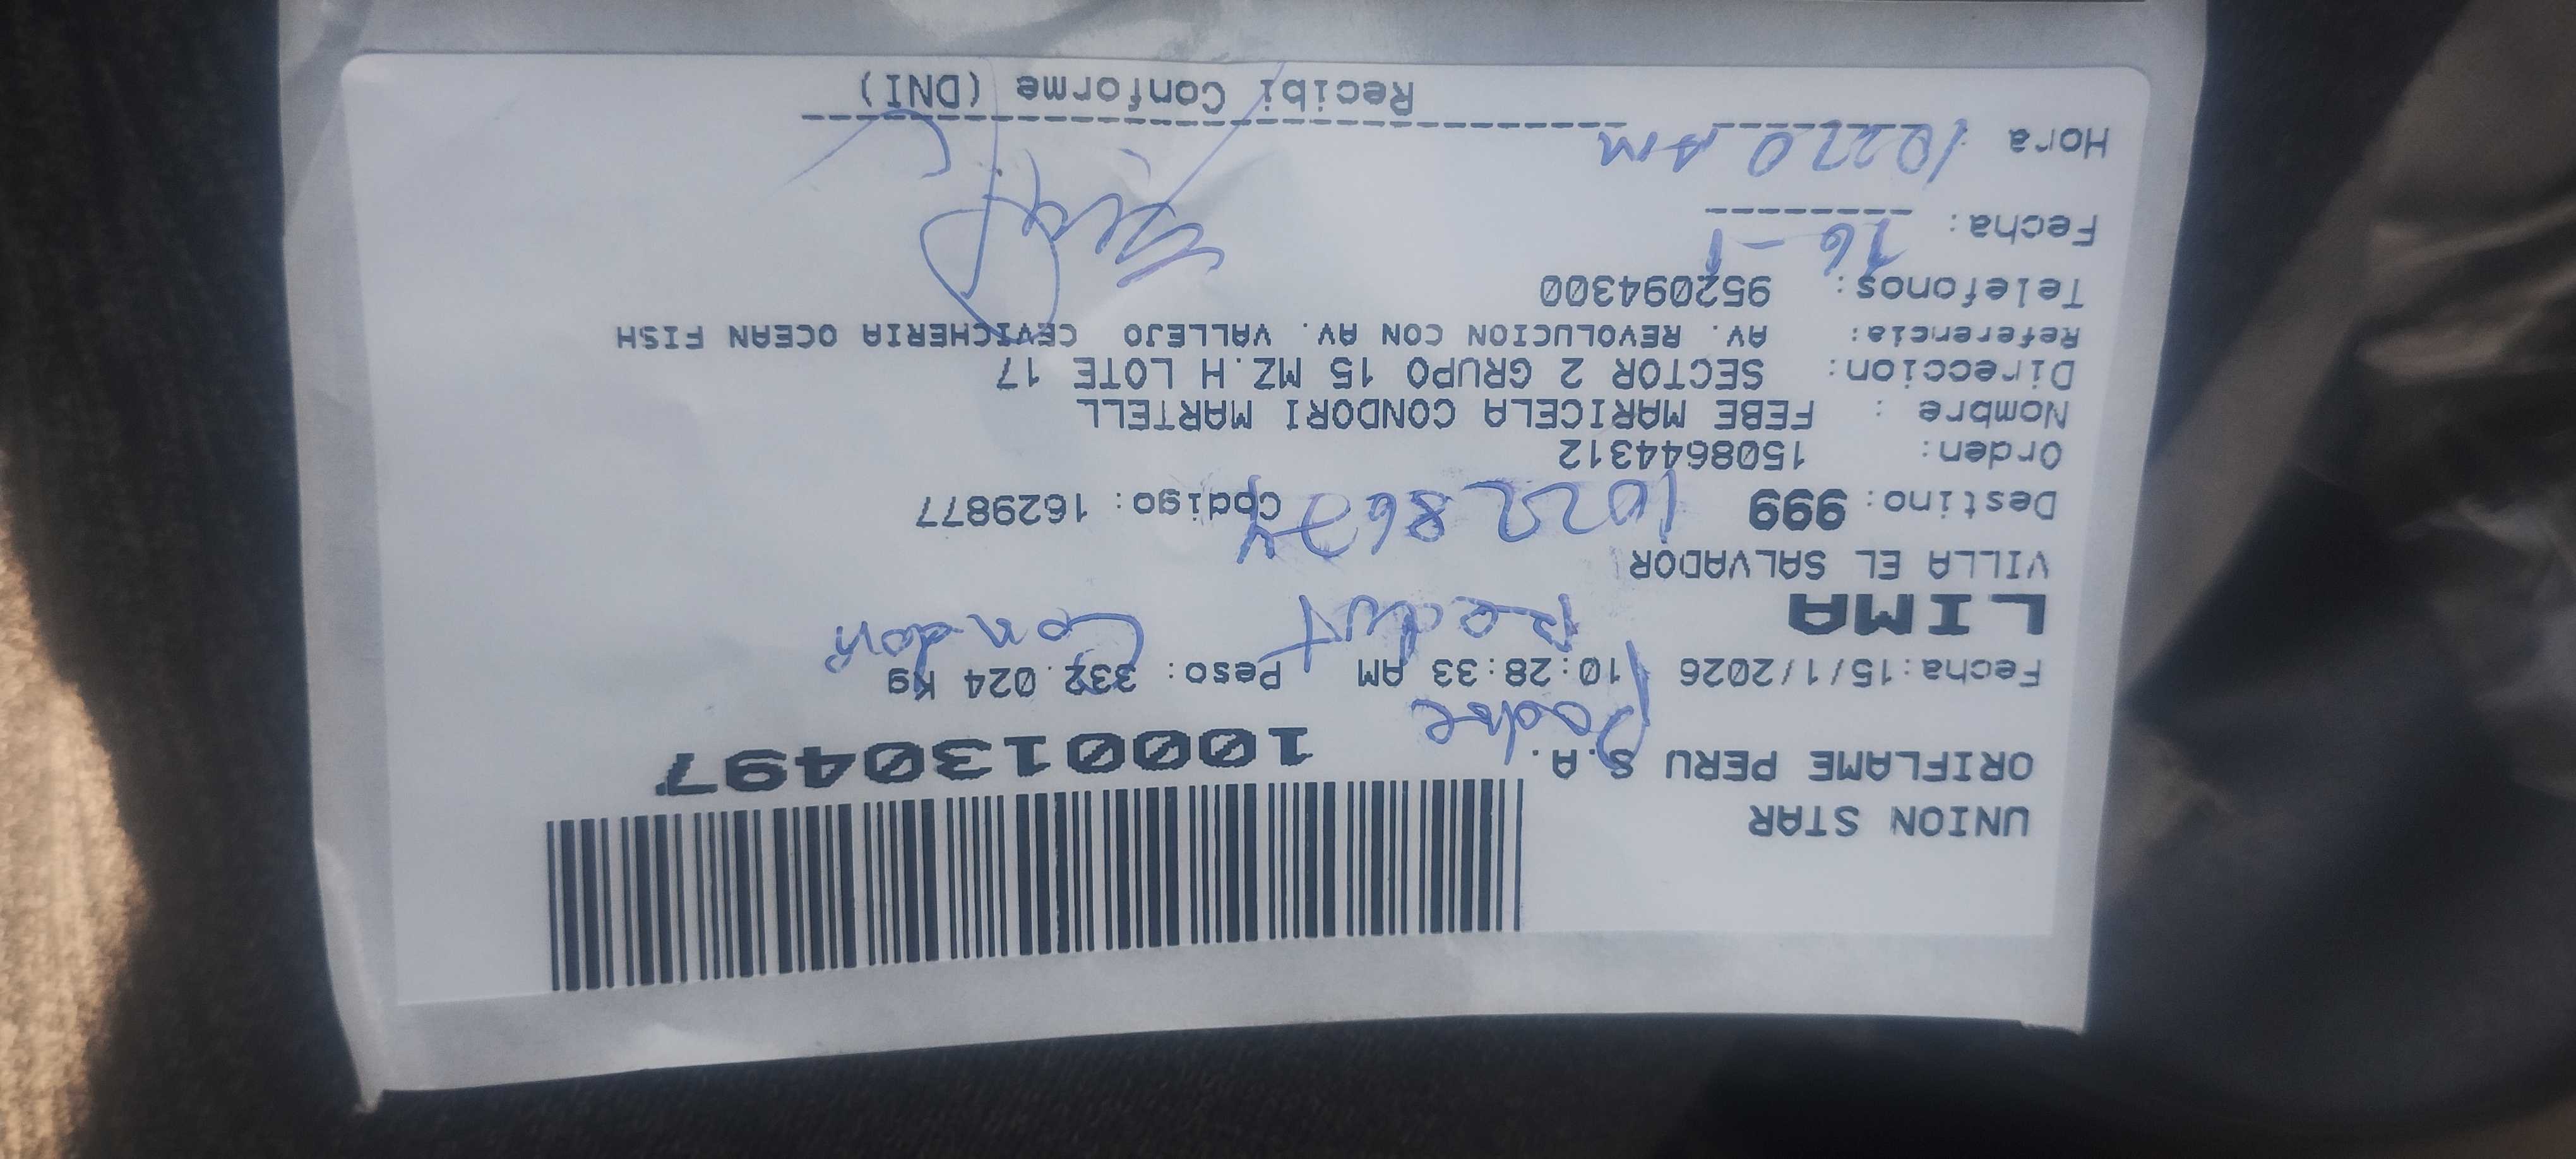 UNION STAR
ORIFLAME PERU S.A.
1000130497
Padre
Fecha:15/1/2026 10:28:33 AM Peso: 332.024 Kg
LIMA
Condori
VILLA EL SALVADOR
Destino: 999 Codigo: 1629877
Orden: 1508644312
Nombre : FEBE MARICELA CONDORI MARTELL
Direccion: SECTOR 2 GRUPO 15 MZ.H LOTE 17
Referencia: AV. REVOLUCION CON AV. VALLEJO CEVICHERIA OCEAN FISH
Telefonos: 952094300
Fecha: 16-1
Hora 10:20 AM
Recibi Conforme (DNI)